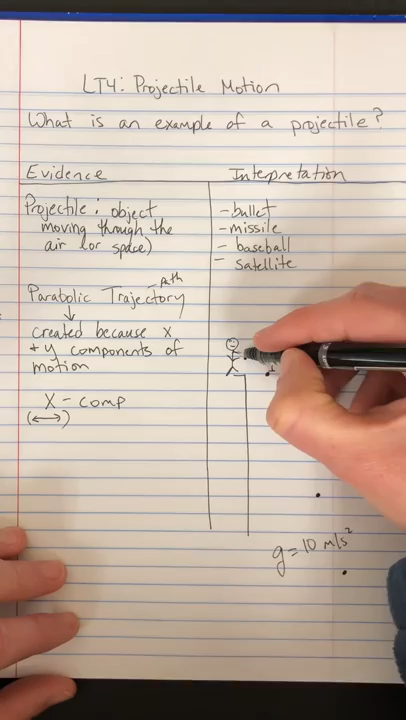 LT4: Projectile Motion
What is an example of a projectile?
Evidence
Interpretation
Projectile: object
moving through the
air (or space)
- bullet
- missile
- baseball
- satellite
path
Parabolic Trajectory
created because x
+ y components of
motion
X - comp
(↔)
g = 10 m/s²